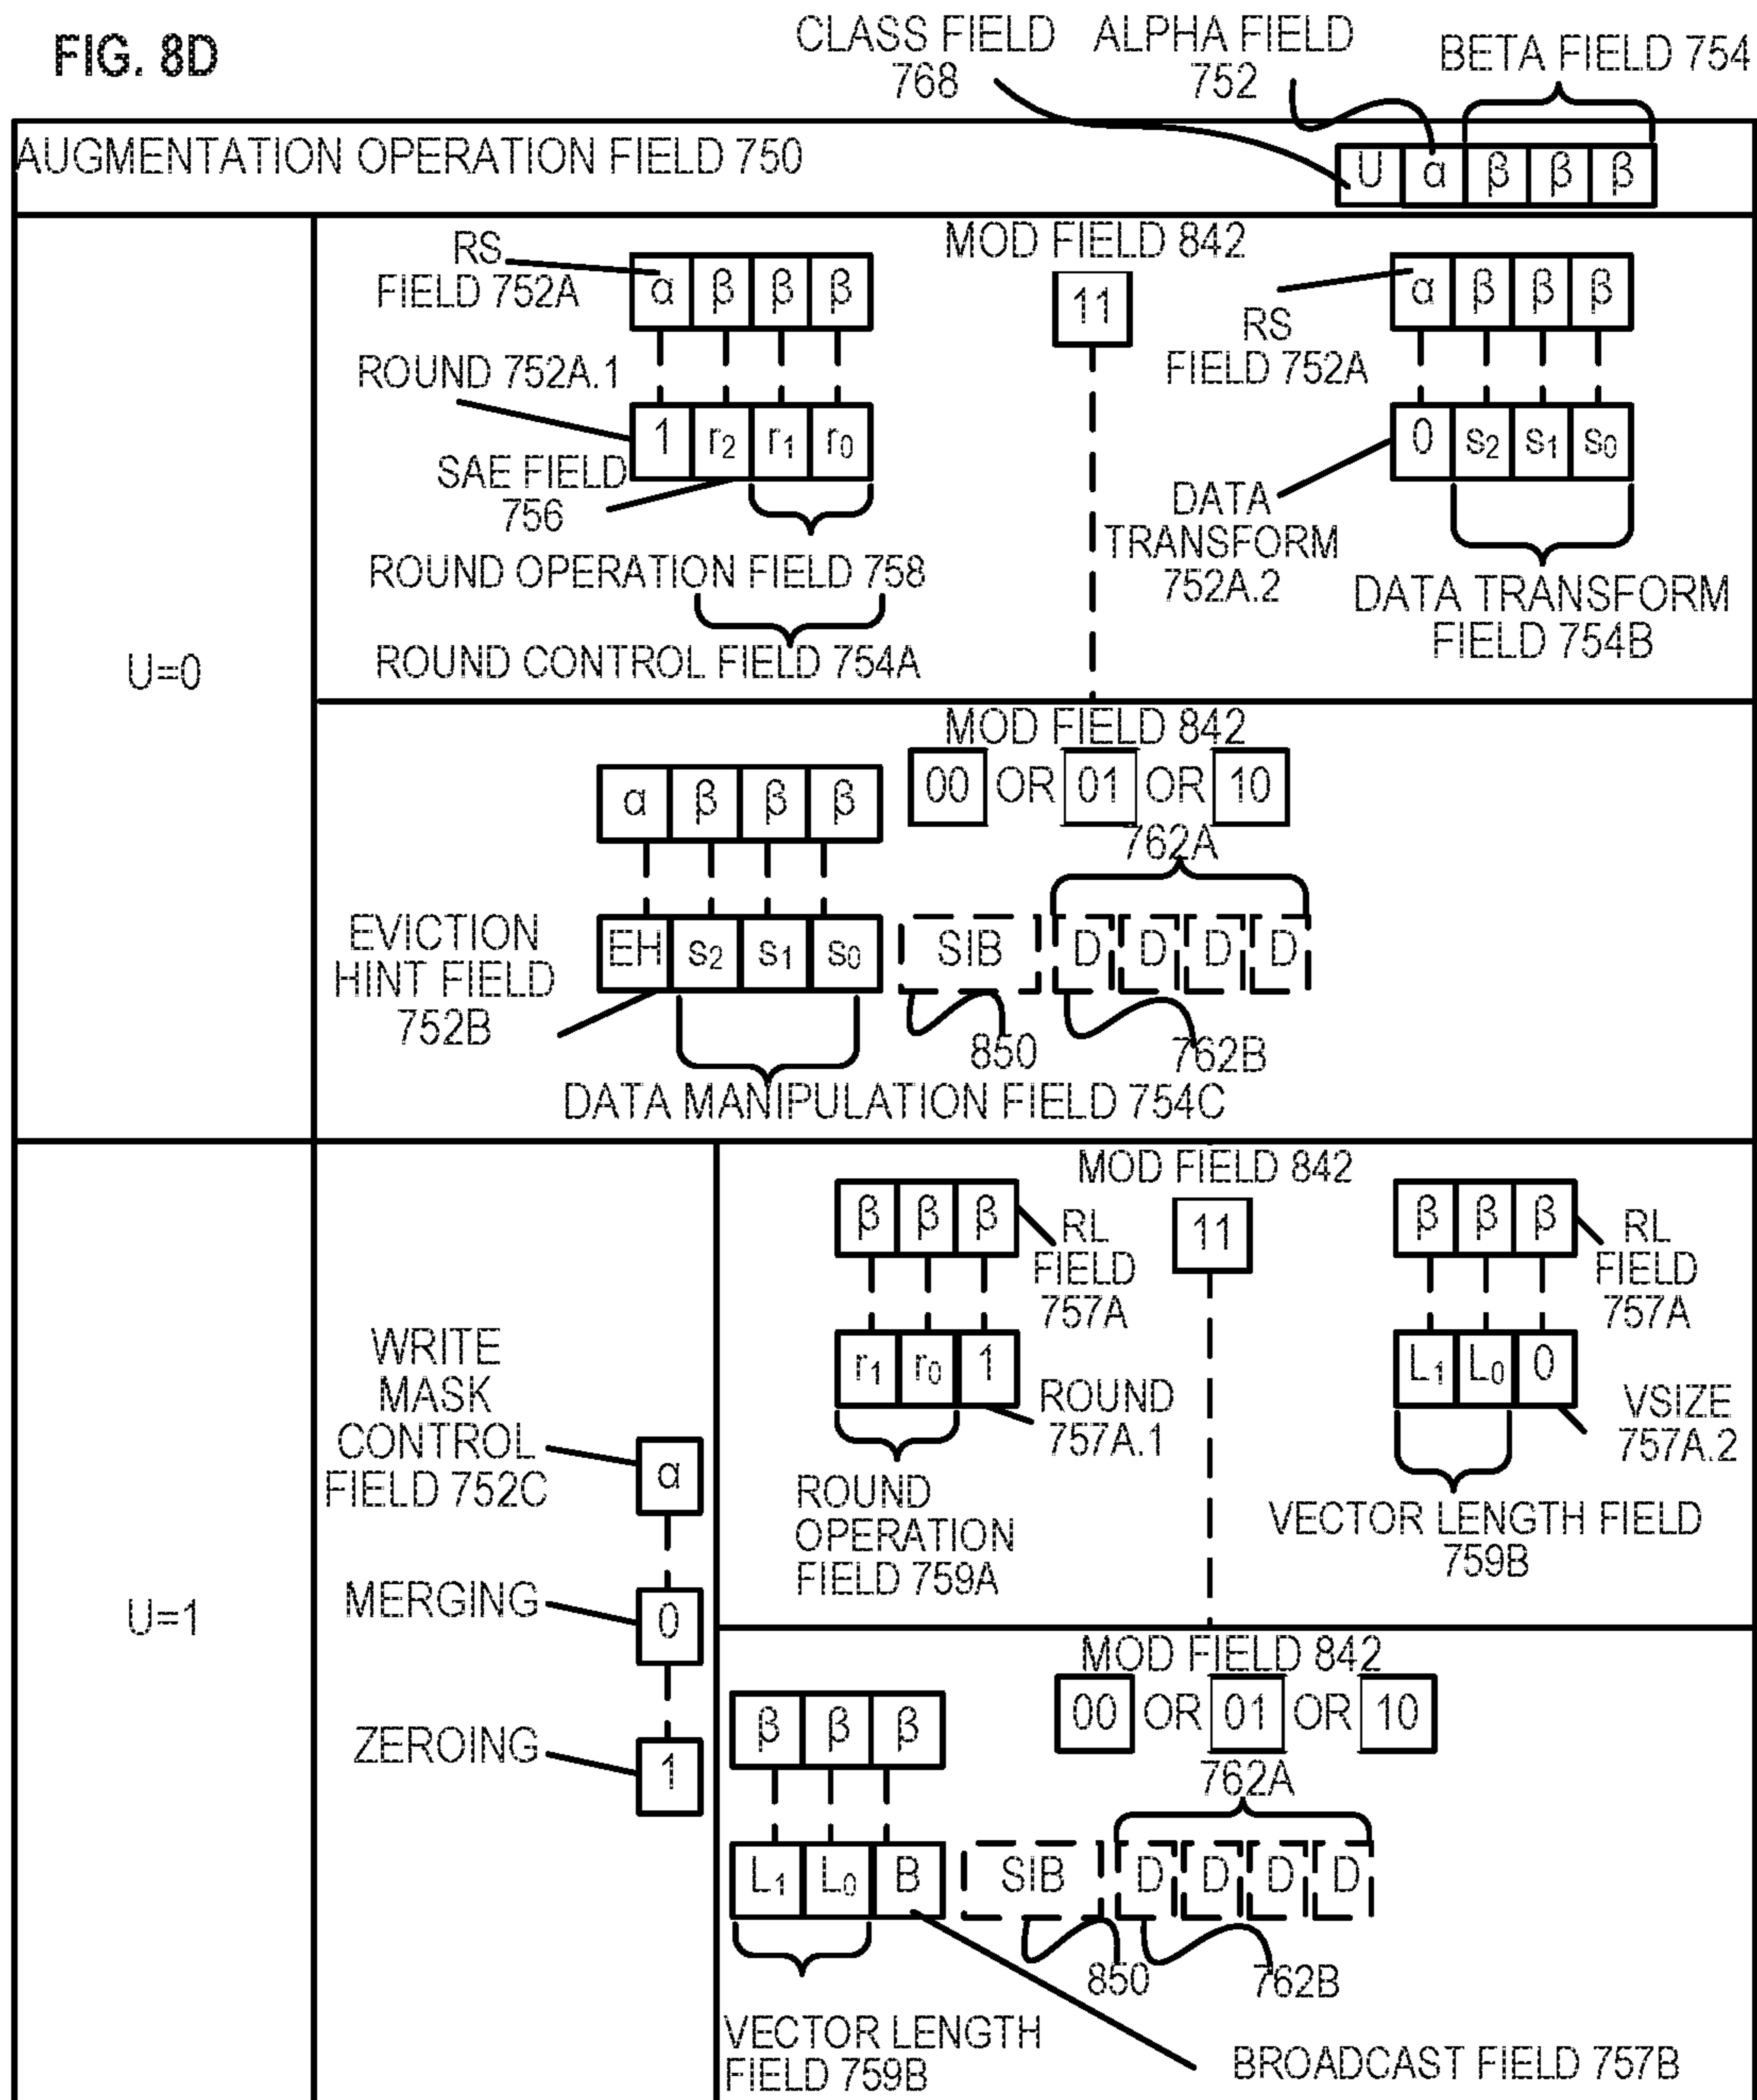 FIG. 8D
CLASS FIELD
768
ALPHA FIELD
752
BETA FIELD 754
AUGMENTATION OPERATION FIELD 750
U α β β β
U=0
RS
FIELD 752A
α β β β
ROUND 752A.1
1 r2 r1 r0
SAE FIELD
756
ROUND OPERATION FIELD 758
ROUND CONTROL FIELD 754A
MOD FIELD 842
11
α β β β
RS
FIELD 752A
0 s2 s1 s0
DATA
TRANSFORM
752A.2
DATA TRANSFORM
FIELD 754B
MOD FIELD 842
00 OR 01 OR 10
α β β β
762A
EVICTION
HINT FIELD
752B
EH s2 s1 s0
SIB D D D D
850
762B
DATA MANIPULATION FIELD 754C
U=1
WRITE
MASK
CONTROL
FIELD 752C
α
MERGING
0
ZEROING
1
MOD FIELD 842
11
β β β
RL
FIELD
757A
r1 r0 1
ROUND
757A.1
ROUND
OPERATION
FIELD 759A
β β β
RL
FIELD
757A
L1 L0 0
VSIZE
757A.2
VECTOR LENGTH FIELD
759B
MOD FIELD 842
00 OR 01 OR 10
β β β
762A
L1 L0 B
SIB D D D D
850
762B
VECTOR LENGTH
FIELD 759B
BROADCAST FIELD 757B